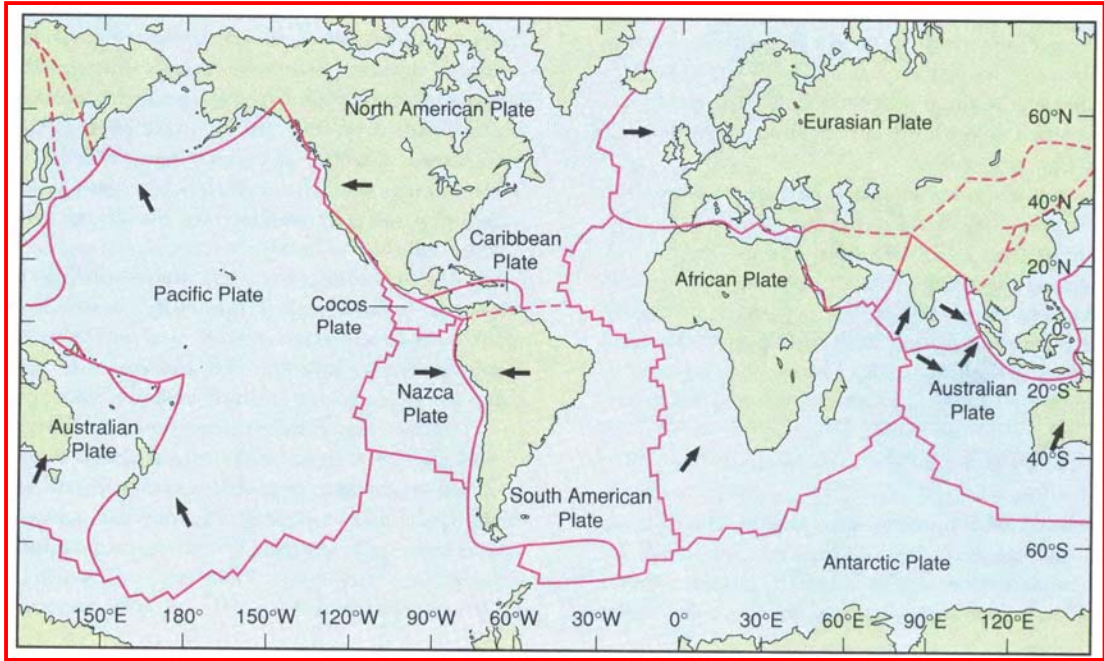 North American Plate
Eurasian Plate
60°N
40°N
Caribbean
Plate
African Plate
20°N
Pacific Plate
Cocos
Plate
0°
Nazca
Plate
Australian
Plate
20°S
Australian
Plate
40°S
South American
Plate
Antarctic Plate
60°S
150°E 180° 150°W 120°W 90°W 60°W 30°W 0° 30°E 60°E 90°E 120°E